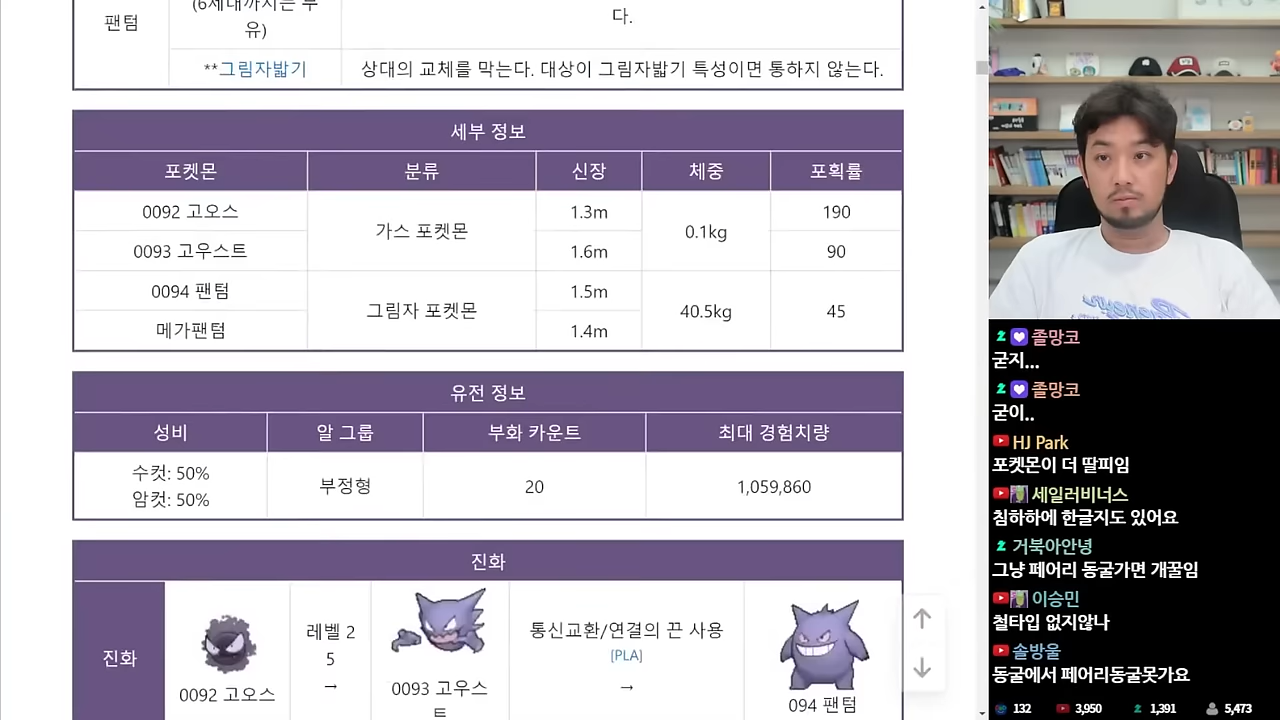 (6세대까지는 부
유)
다.
팬텀
**그림자밟기
상대의 교체를 막는다. 대상이 그림자밟기 특성이면 통하지 않는다.
세부 정보
포켓몬 분류 신장 체중 포획률
0092 고오스 가스 포켓몬 1.3m 0.1kg 190
0093 고우스트 1.6m 90
0094 팬텀 그림자 포켓몬 1.5m 40.5kg 45
메가팬텀 1.4m
유전 정보
성비 알 그룹 부화 카운트 최대 경험치량
수컷: 50%
암컷: 50%
부정형 20 1,059,860
진화
진화
0092 고오스
레벨 2
5
→
0093 고우스
트
통신교환/연결의 끈 사용
[PLA]
→
094 팬텀
졸망코
굳지...
졸망코
굳이..
HJ Park
포켓몬이 더 딸피임
세일러비너스
침하하에 한글지도 있어요
거북아안녕
그냥 페어리 동굴가면 개꿀임
이승민
철타입 없지않나
솔방울
동굴에서 페어리동굴못가요
132 3,950 1,391 5,473